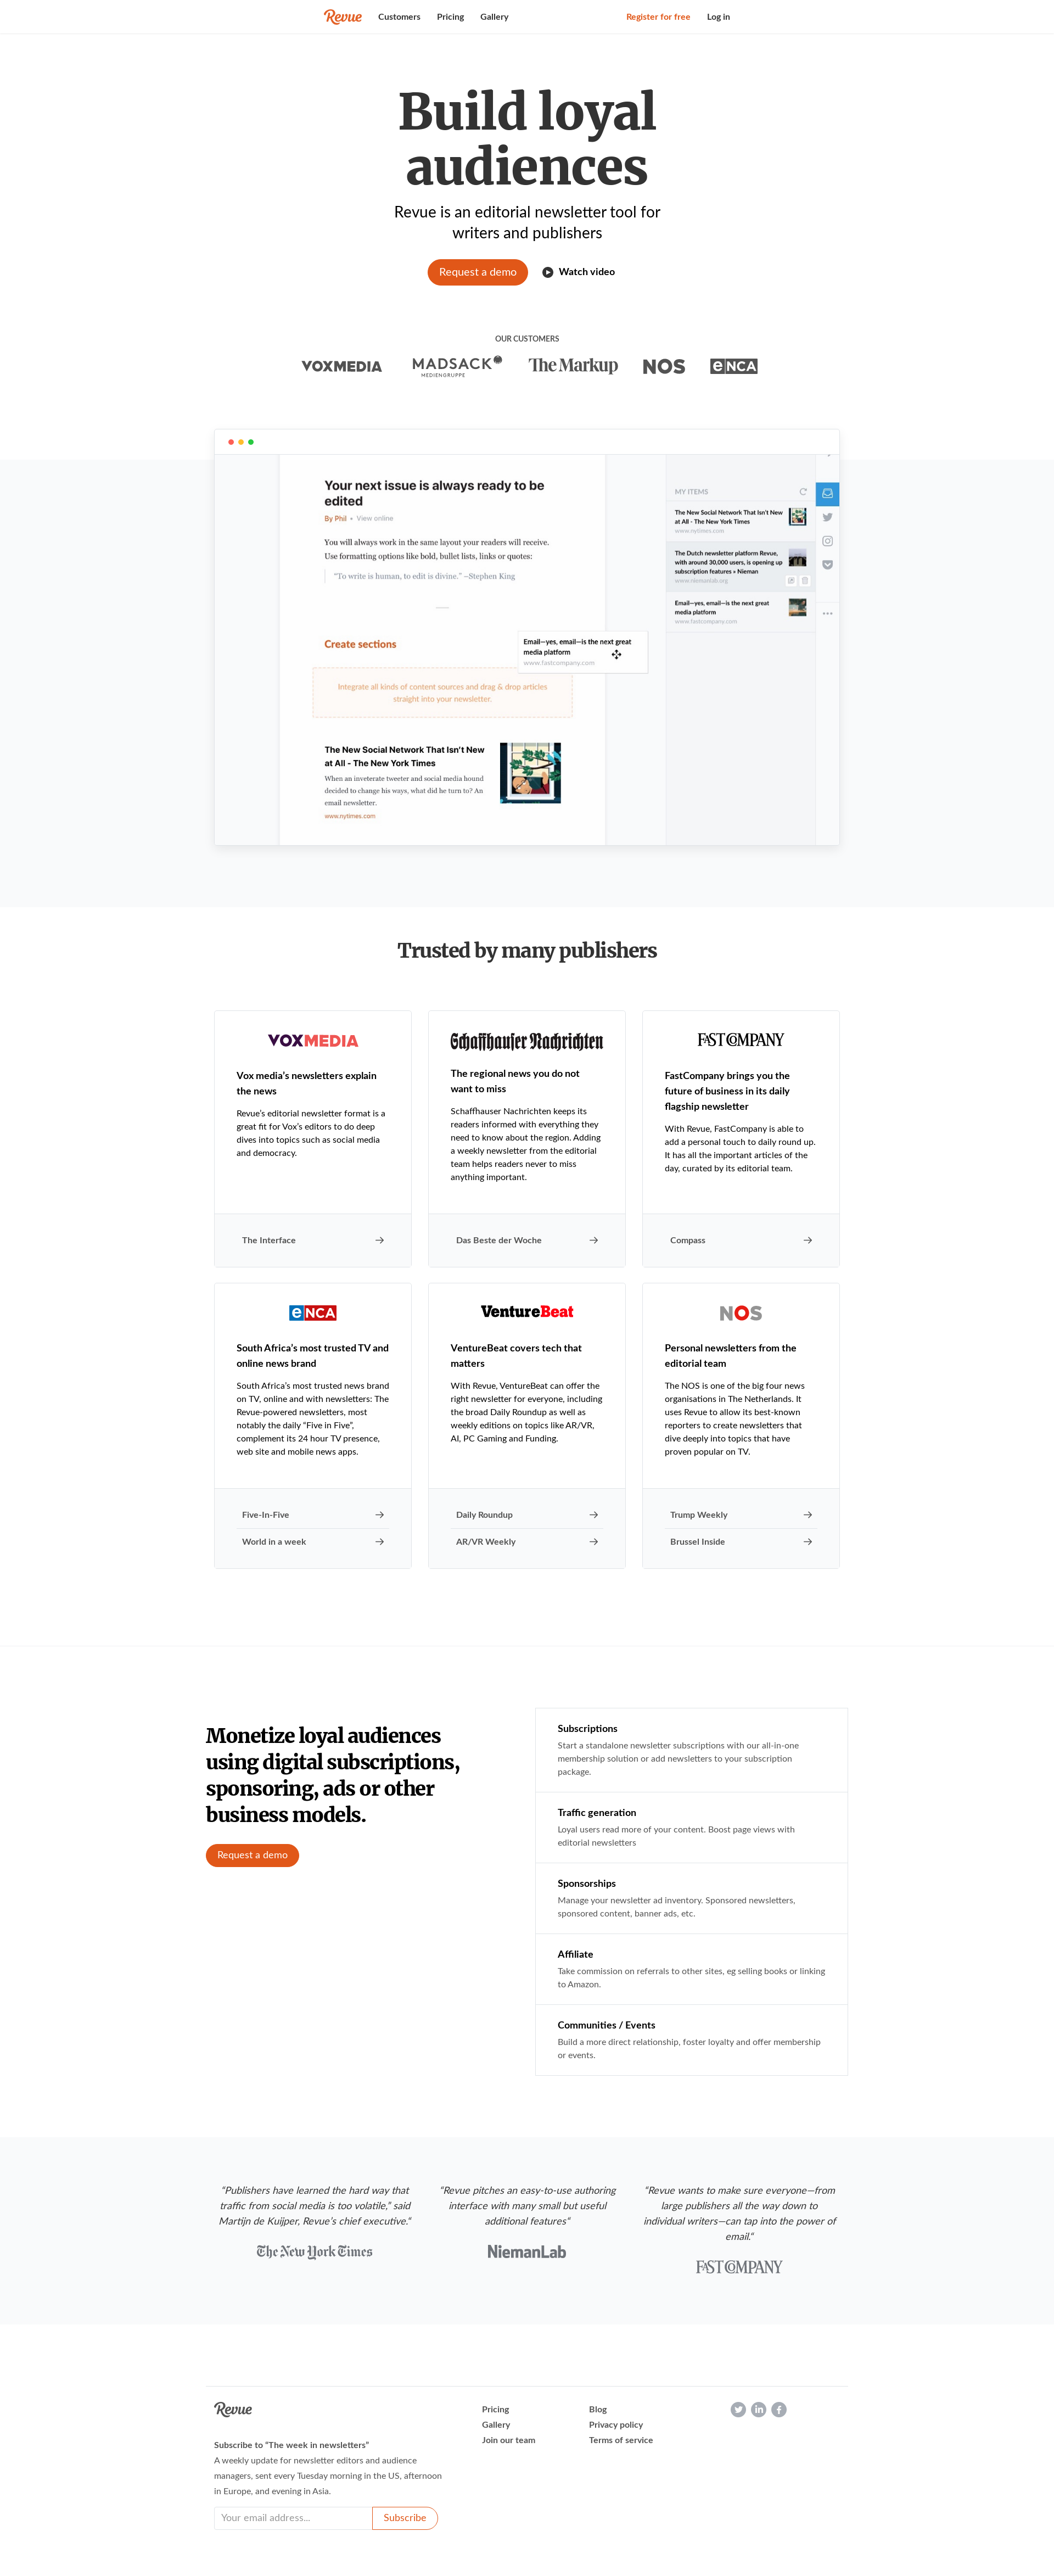 Revue Customers Pricing Gallery Register for free Log in
Build loyal
audiences
Revue is an editorial newsletter tool for
writers and publishers
Request a demo Watch video
OUR CUSTOMERS
VOXMEDIA MADSACK The Markup NOS eNCA
MEDIENGRUPPE
Your next issue is always ready to be
edited
By Phil • View online
You will always work in the same layout your readers will receive.
Use formatting options like bold, bullet lists, links or quotes:
“To write is human, to edit is divine.” –Stephen King
Create sections
Integrate all kinds of content sources and drag & drop articles
straight into your newsletter.
Email—yes, email—is the next great
media platform
www.fastcompany.com
The New Social Network That Isn’t New
at All - The New York Times
When an inveterate tweeter and social media hound
decided to change his ways, what did he turn to? An
email newsletter.
www.nytimes.com
MY ITEMS
The New Social Network That Isn't New
at All - The New York Times
www.nytimes.com
The Dutch newsletter platform Revue,
with around 30,000 users, is opening up
subscription features » Nieman
www.niemanlab.org
Email—yes, email—is the next great
media platform
www.fastcompany.com
Trusted by many publishers
VOXMEDIA
Vox media’s newsletters explain
the news
Revue’s editorial newsletter format is a
great fit for Vox’s editors to do deep
dives into topics such as social media
and democracy.
The Interface
Schaffhauser Nachrichten
The regional news you do not
want to miss
Schaffhauser Nachrichten keeps its
readers informed with everything they
need to know about the region. Adding
a weekly newsletter from the editorial
team helps readers never to miss
anything important.
Das Beste der Woche
FAST COMPANY
FastCompany brings you the
future of business in its daily
flagship newsletter
With Revue, FastCompany is able to
add a personal touch to daily round up.
It has all the important articles of the
day, curated by its editorial team.
Compass
eNCA
South Africa’s most trusted TV and
online news brand
South Africa’s most trusted news brand
on TV, online and with newsletters: The
Revue-powered newsletters, most
notably the daily “Five in Five”,
complement its 24 hour TV presence,
web site and mobile news apps.
Five-In-Five
World in a week
VentureBeat
VentureBeat covers tech that
matters
With Revue, VentureBeat can offer the
right newsletter for everyone, including
the broad Daily Roundup as well as
weekly editions on topics like AR/VR,
AI, PC Gaming and Funding.
Daily Roundup
AR/VR Weekly
NOS
Personal newsletters from the
editorial team
The NOS is one of the big four news
organisations in The Netherlands. It
uses Revue to allow its best-known
reporters to create newsletters that
dive deeply into topics that have
proven popular on TV.
Trump Weekly
Brussel Inside
Monetize loyal audiences
using digital subscriptions,
sponsoring, ads or other
business models.
Request a demo
Subscriptions
Start a standalone newsletter subscriptions with our all-in-one
membership solution or add newsletters to your subscription
package.
Traffic generation
Loyal users read more of your content. Boost page views with
editorial newsletters
Sponsorships
Manage your newsletter ad inventory. Sponsored newsletters,
sponsored content, banner ads, etc.
Affiliate
Take commission on referrals to other sites, eg selling books or linking
to Amazon.
Communities / Events
Build a more direct relationship, foster loyalty and offer membership
or events.
“Publishers have learned the hard way that
traffic from social media is too volatile,” said
Martijn de Kuijper, Revue’s chief executive.“
The New York Times
“Revue pitches an easy-to-use authoring
interface with many small but useful
additional features“
NiemanLab
“Revue wants to make sure everyone—from
large publishers all the way down to
individual writers—can tap into the power of
email.“
FAST COMPANY
Revue
Subscribe to “The week in newsletters”
A weekly update for newsletter editors and audience
managers, sent every Tuesday morning in the US, afternoon
in Europe, and evening in Asia.
Your email address... Subscribe
Pricing
Gallery
Join our team
Blog
Privacy policy
Terms of service